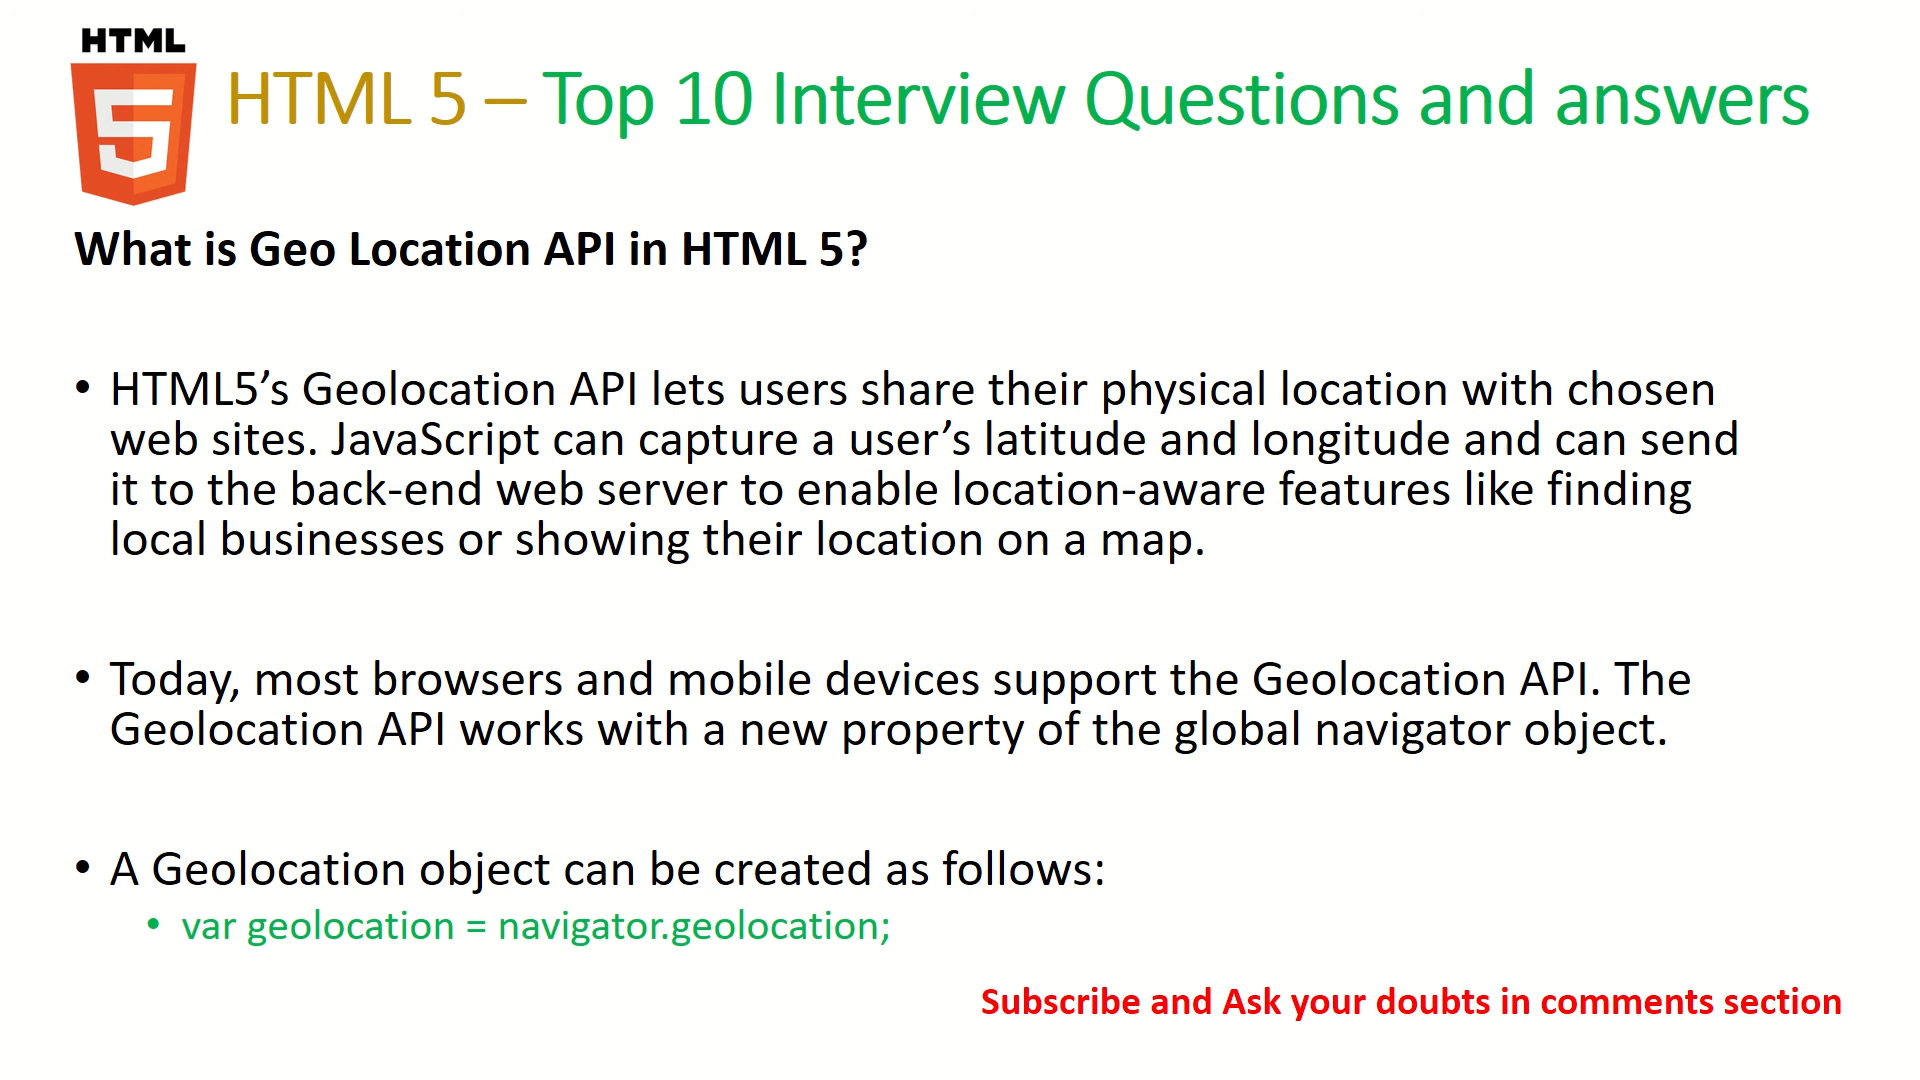 HTML
5
HTML 5 – Top 10 Interview Questions and answers
What is Geo Location API in HTML 5?
• HTML5’s Geolocation API lets users share their physical location with chosen
web sites. JavaScript can capture a user’s latitude and longitude and can send
it to the back-end web server to enable location-aware features like finding
local businesses or showing their location on a map.
• Today, most browsers and mobile devices support the Geolocation API. The
Geolocation API works with a new property of the global navigator object.
• A Geolocation object can be created as follows:
• var geolocation = navigator.geolocation;
Subscribe and Ask your doubts in comments section